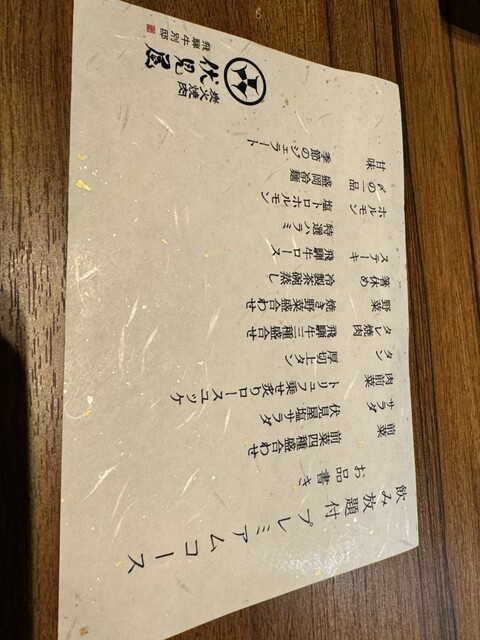 飲み放題付 プレミアムコース
お品書き
前菜 前菜四種盛合わせ
サラダ 伏見屋塩サラダ
肉前菜 トリュフ乗せ炙りロースユッケ
タン 厚切上タン
タレ焼肉 飛騨牛三種盛合せ
野菜 焼き野菜盛合わせ
箸休め 冷製茶碗蒸し
ステーキ 飛騨牛ロース
ホルモン 特選ハラミ
塩トロホルモン
〆の一品 盛岡冷麺
甘味 季節のジェラート
炭火焼肉
伏見屋
飛騨牛別邸